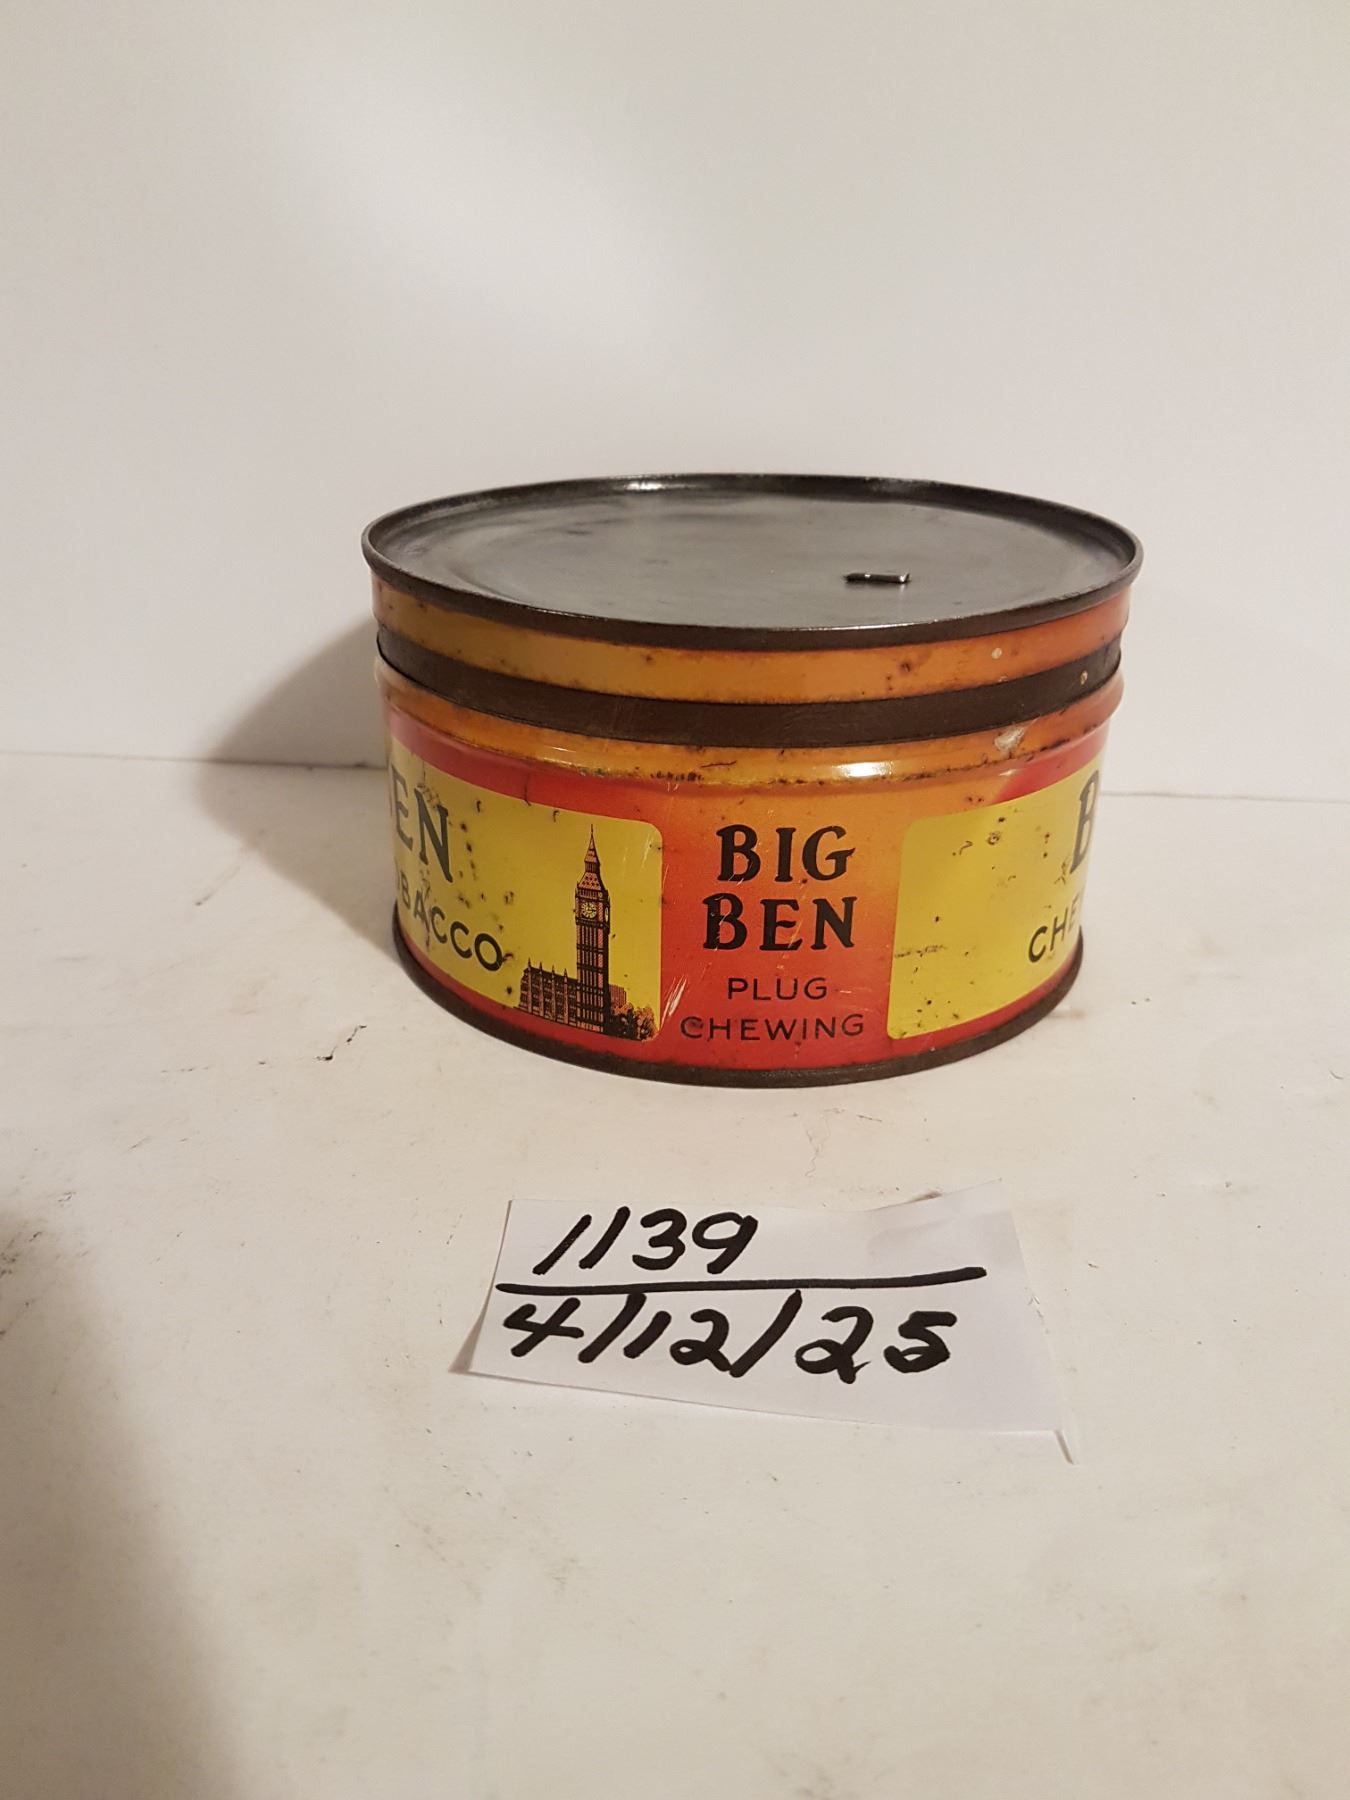 EN
BACCO
BIG
BEN
PLUG
CHEWING
B
CHE
1139
4/12/25